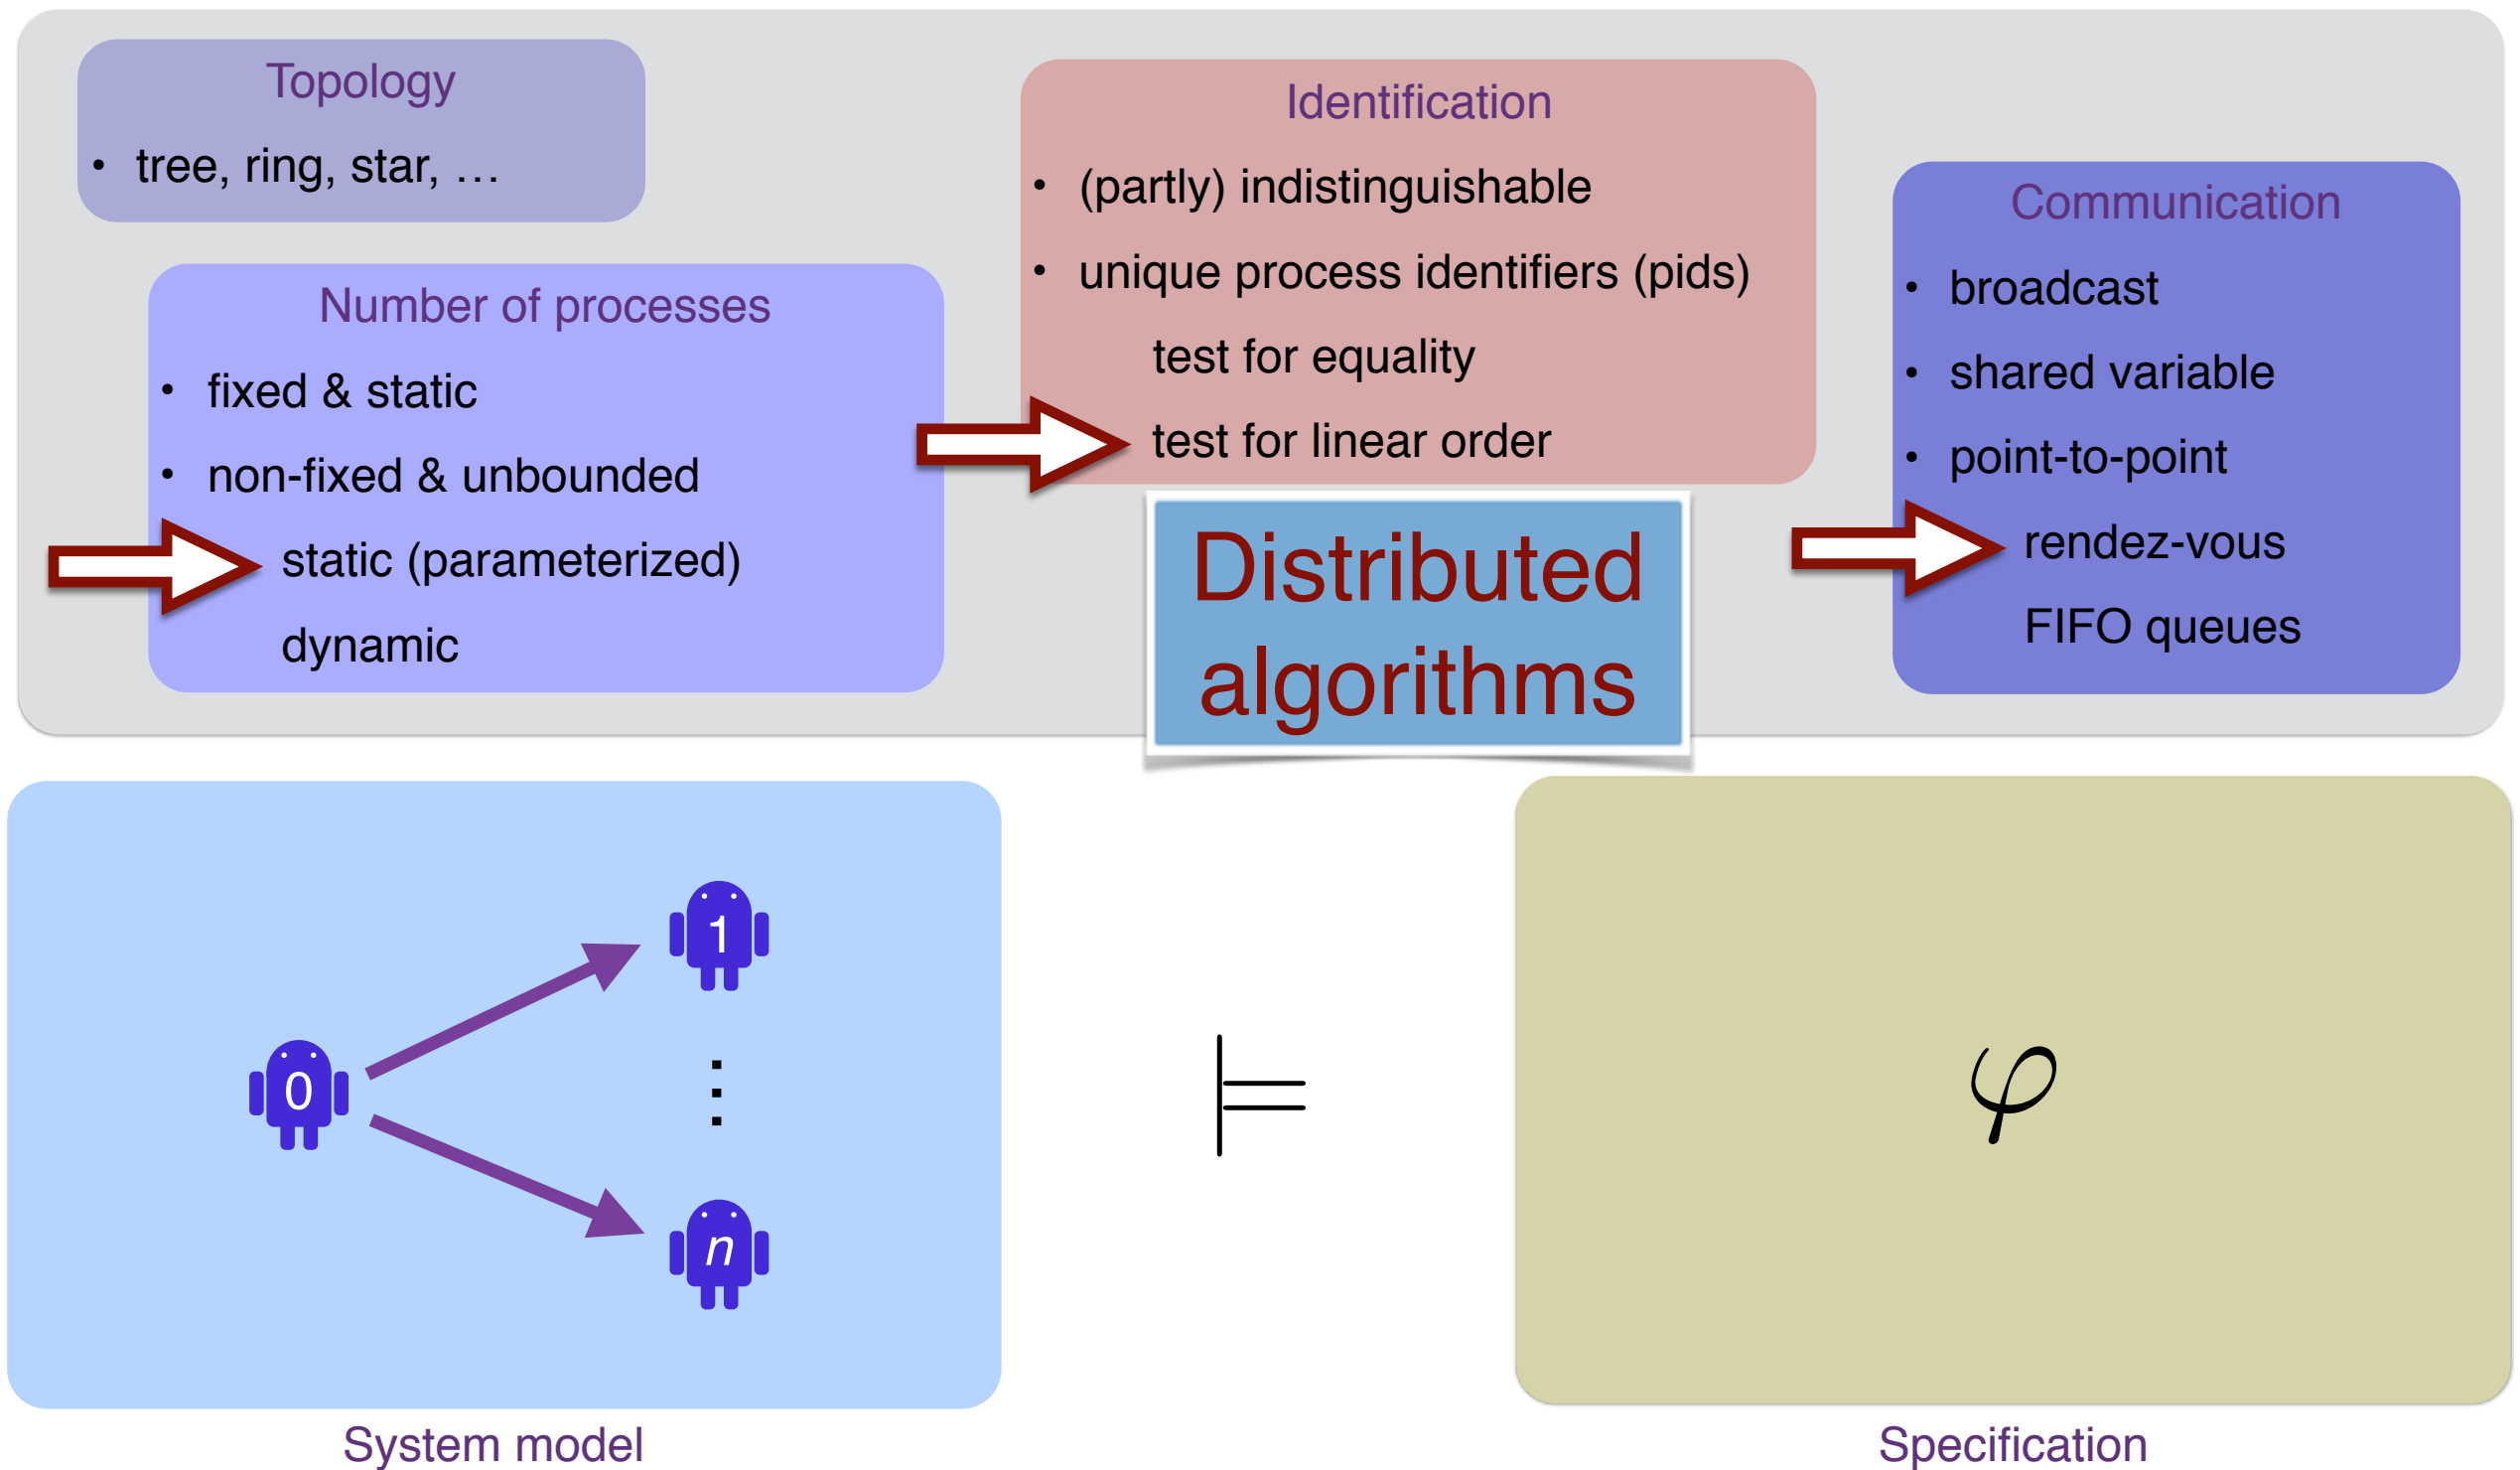 Topology
• tree, ring, star, …
Number of processes
• fixed & static
• non-fixed & unbounded
static (parameterized)
dynamic
Identification
• (partly) indistinguishable
• unique process identifiers (pids)
test for equality
test for linear order
Communication
• broadcast
• shared variable
• point-to-point
rendez-vous
FIFO queues
Distributed
algorithms
1
0
⋮
n
⊨
φ
System model
Specification